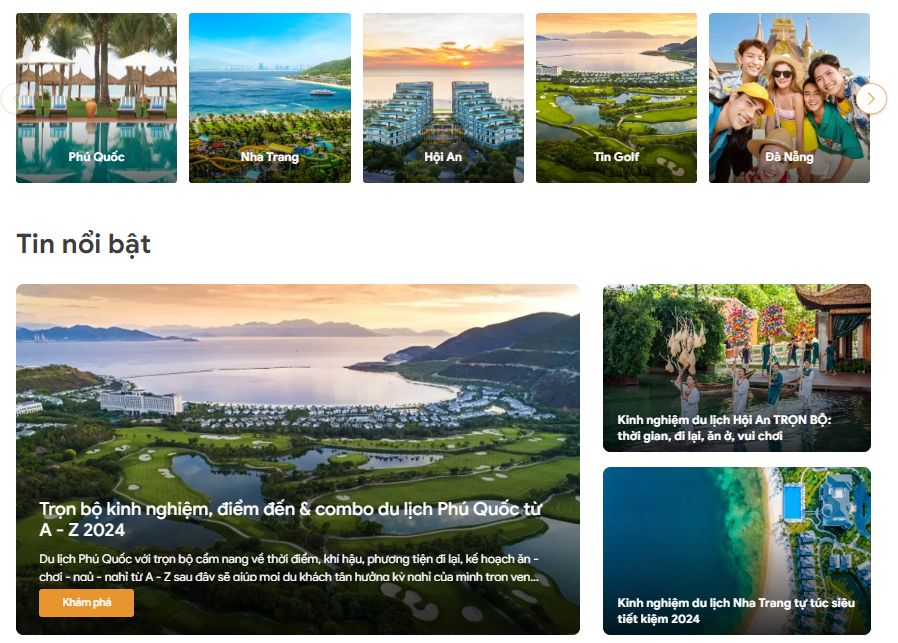 Phú Quốc
Nha Trang
Hội An
Tin Golf
Đà Nẵng
Tin nổi bật
Trọn bộ kinh nghiệm, điểm đến & combo du lịch Phú Quốc từ
A - Z 2024
Du lịch Phú Quốc với trọn bộ cẩm nang về thời điểm, khí hậu, phương tiện đi lại, kế hoạch ăn -
chơi - ngủ - nghỉ từ A - Z sau đây sẽ giúp mọi du khách tận hưởng kỳ nghỉ của mình trọn vẹn...
Khám phá
Kinh nghiệm du lịch Hội An TRỌN BỘ:
thời gian, đi lại, ăn ở, vui chơi
Kinh nghiệm du lịch Nha Trang tự túc siêu
tiết kiệm 2024